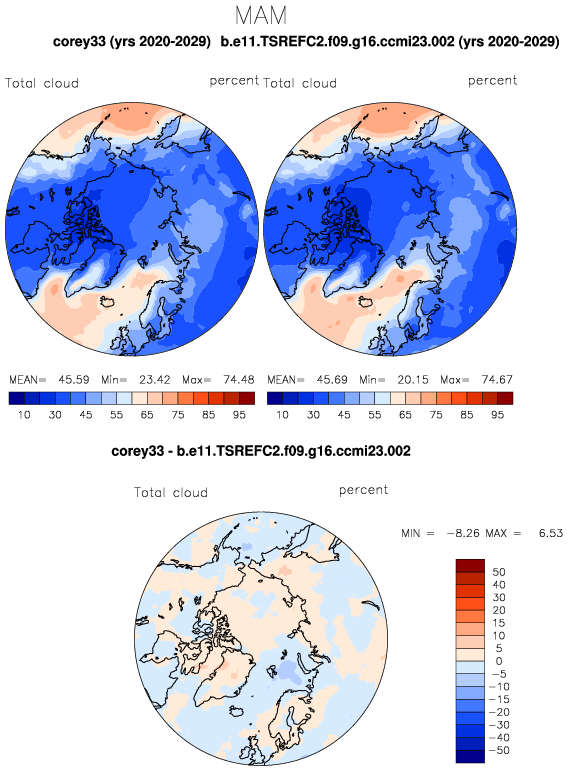 MAM
corey33 (yrs 2020-2029) b.e11.TSREFC2.f09.g16.ccmi23.002 (yrs 2020-2029)
Total cloud percent Total cloud percent
MEAN= 45.59 Min= 23.42 Max= 74.48 MEAN= 45.69 Min= 20.15 Max= 74.67
10 30 45 55 65 75 85 95 10 30 45 55 65 75 85 95
corey33 - b.e11.TSREFC2.f09.g16.ccmi23.002
Total cloud percent
MIN = -8.26 MAX = 6.53
50
40
30
20
15
10
5
0
-5
-10
-15
-20
-30
-40
-50